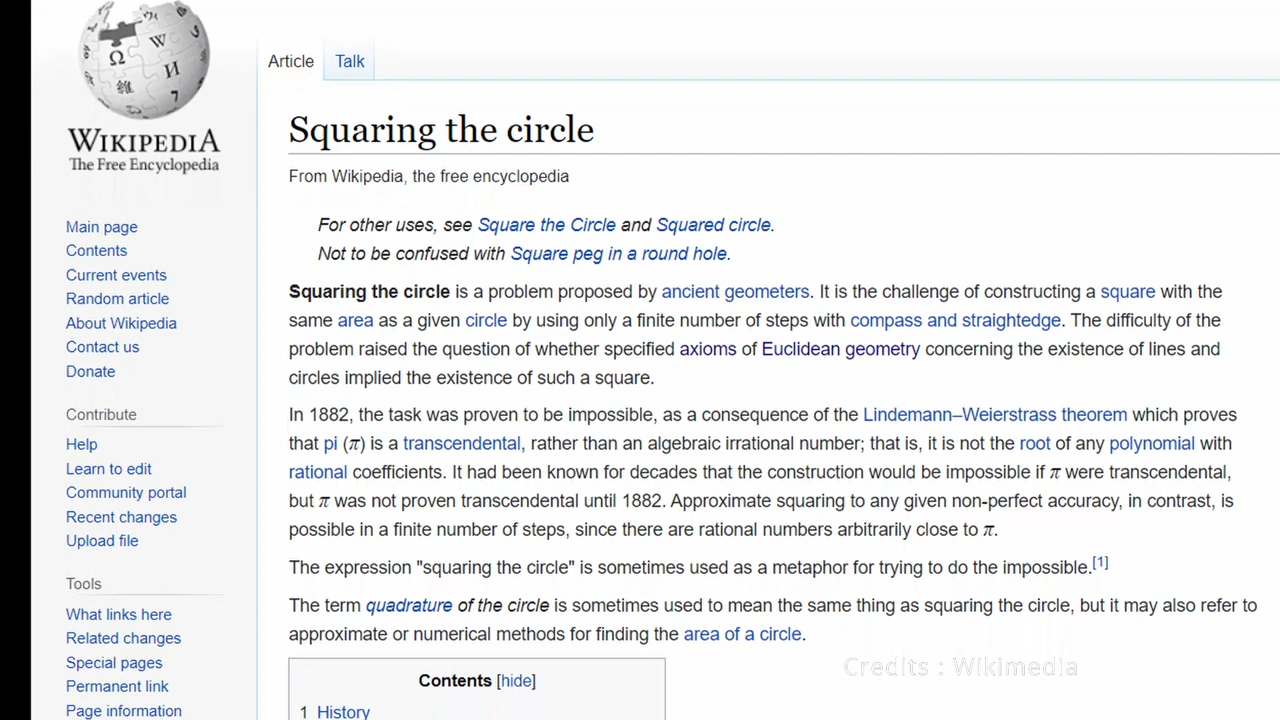 WIKIPEDIA
The Free Encyclopedia
Main page
Contents
Current events
Random article
About Wikipedia
Contact us
Donate
Contribute
Help
Learn to edit
Community portal
Recent changes
Upload file
Tools
What links here
Related changes
Special pages
Permanent link
Page information
Article Talk
Squaring the circle
From Wikipedia, the free encyclopedia
For other uses, see Square the Circle and Squared circle.
Not to be confused with Square peg in a round hole.
Squaring the circle is a problem proposed by ancient geometers. It is the challenge of constructing a square with the
same area as a given circle by using only a finite number of steps with compass and straightedge. The difficulty of the
problem raised the question of whether specified axioms of Euclidean geometry concerning the existence of lines and
circles implied the existence of such a square.
In 1882, the task was proven to be impossible, as a consequence of the Lindemann–Weierstrass theorem which proves
that pi (π) is a transcendental, rather than an algebraic irrational number; that is, it is not the root of any polynomial with
rational coefficients. It had been known for decades that the construction would be impossible if π were transcendental,
but π was not proven transcendental until 1882. Approximate squaring to any given non-perfect accuracy, in contrast, is
possible in a finite number of steps, since there are rational numbers arbitrarily close to π.
The expression "squaring the circle" is sometimes used as a metaphor for trying to do the impossible.[1]
The term quadrature of the circle is sometimes used to mean the same thing as squaring the circle, but it may also refer to
approximate or numerical methods for finding the area of a circle.
Credits : Wikimedia
Contents [hide]
1 History